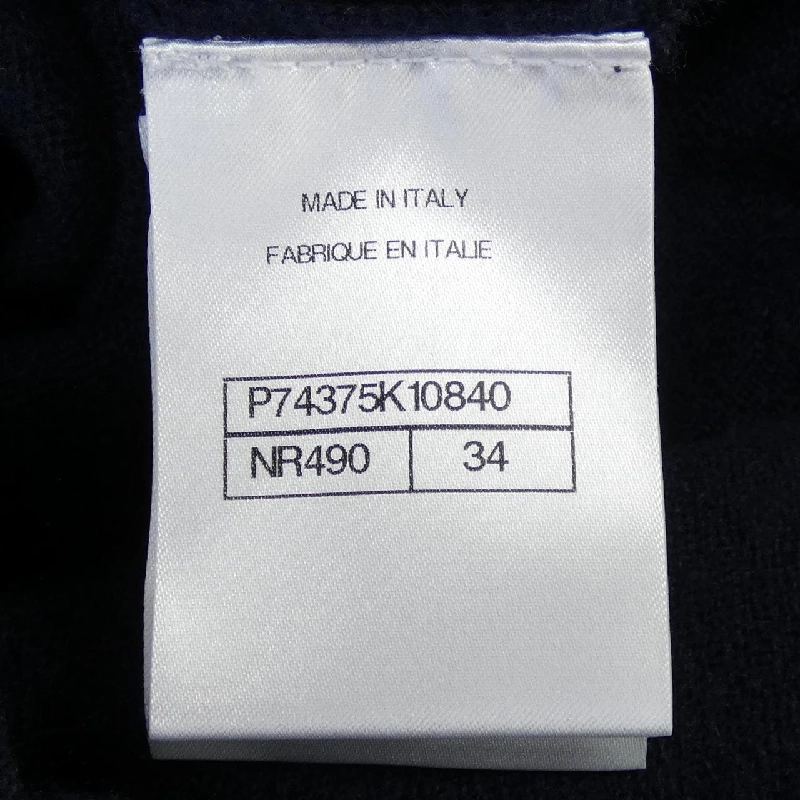 MADE IN ITALY
FABRIQUE EN ITALIE
P74375K10840
NR490 34